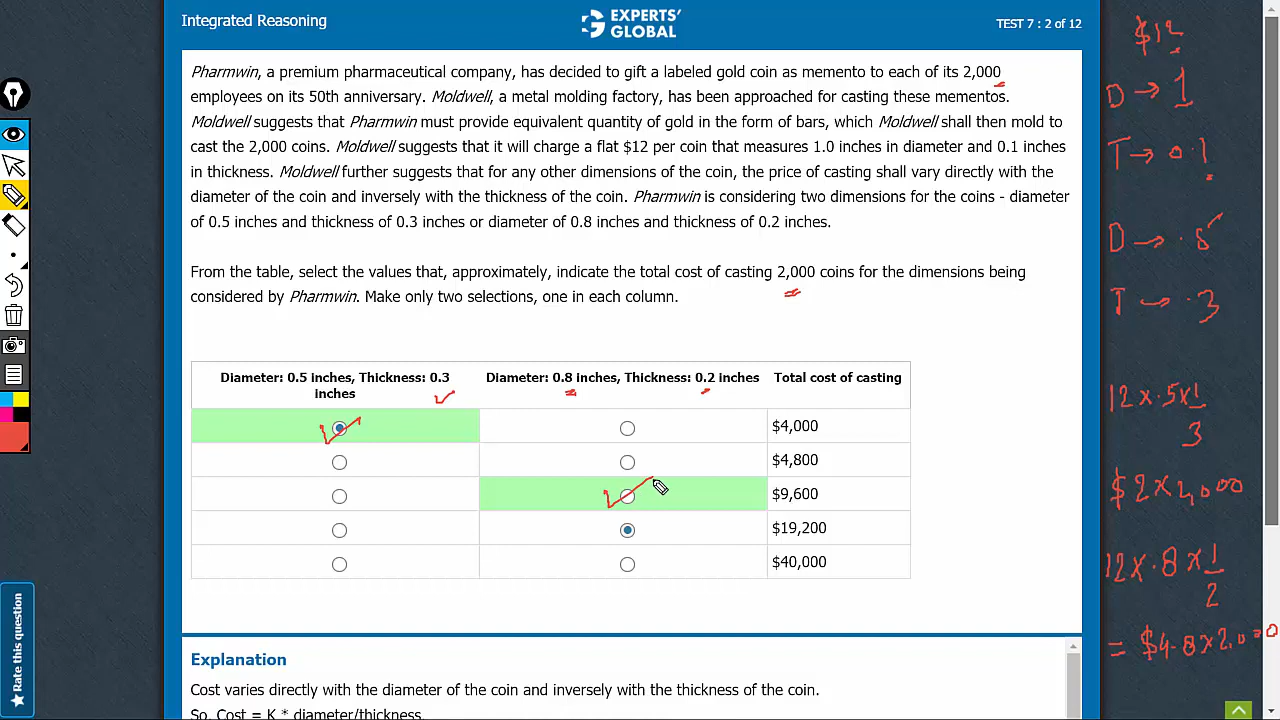 Integrated Reasoning
EXPERTS'
GLOBAL
TEST 7 : 2 of 12
Pharmwin, a premium pharmaceutical company, has decided to gift a labeled gold coin as memento to each of its 2,000
employees on its 50th anniversary. Moldwell, a metal molding factory, has been approached for casting these mementos.
Moldwell suggests that Pharmwin must provide equivalent quantity of gold in the form of bars, which Moldwell shall then mold to
cast the 2,000 coins. Moldwell suggests that it will charge a flat $12 per coin that measures 1.0 inches in diameter and 0.1 inches
in thickness. Moldwell further suggests that for any other dimensions of the coin, the price of casting shall vary directly with the
diameter of the coin and inversely with the thickness of the coin. Pharmwin is considering two dimensions for the coins - diameter
of 0.5 inches and thickness of 0.3 inches or diameter of 0.8 inches and thickness of 0.2 inches.
From the table, select the values that, approximately, indicate the total cost of casting 2,000 coins for the dimensions being
considered by Pharmwin. Make only two selections, one in each column.
Diameter: 0.5 inches, Thickness: 0.3
inches
Diameter: 0.8 inches, Thickness: 0.2 inches
Total cost of casting
$4,000
$4,800
$9,600
$19,200
$40,000
Explanation
Cost varies directly with the diameter of the coin and inversely with the thickness of the coin.
So, Cost = K * diameter/thickness.
Rate this question
$12
D → 1
T → 0.1
D → .5
T → .3
12 x .5 x 1
3
$2 x 2,000
12 x .8 x 1
2
= $4.8 x 2,000